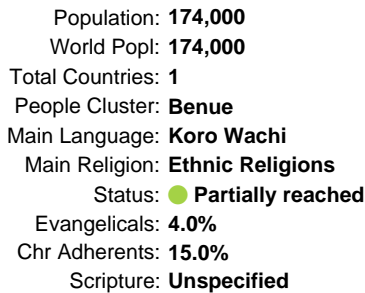 Population: 174,000
World Popl: 174,000
Total Countries: 1
People Cluster: Benue
Main Language: Koro Wachi
Main Religion: Ethnic Religions
Status: Partially reached
Evangelicals: 4.0%
Chr Adherents: 15.0%
Scripture: Unspecified